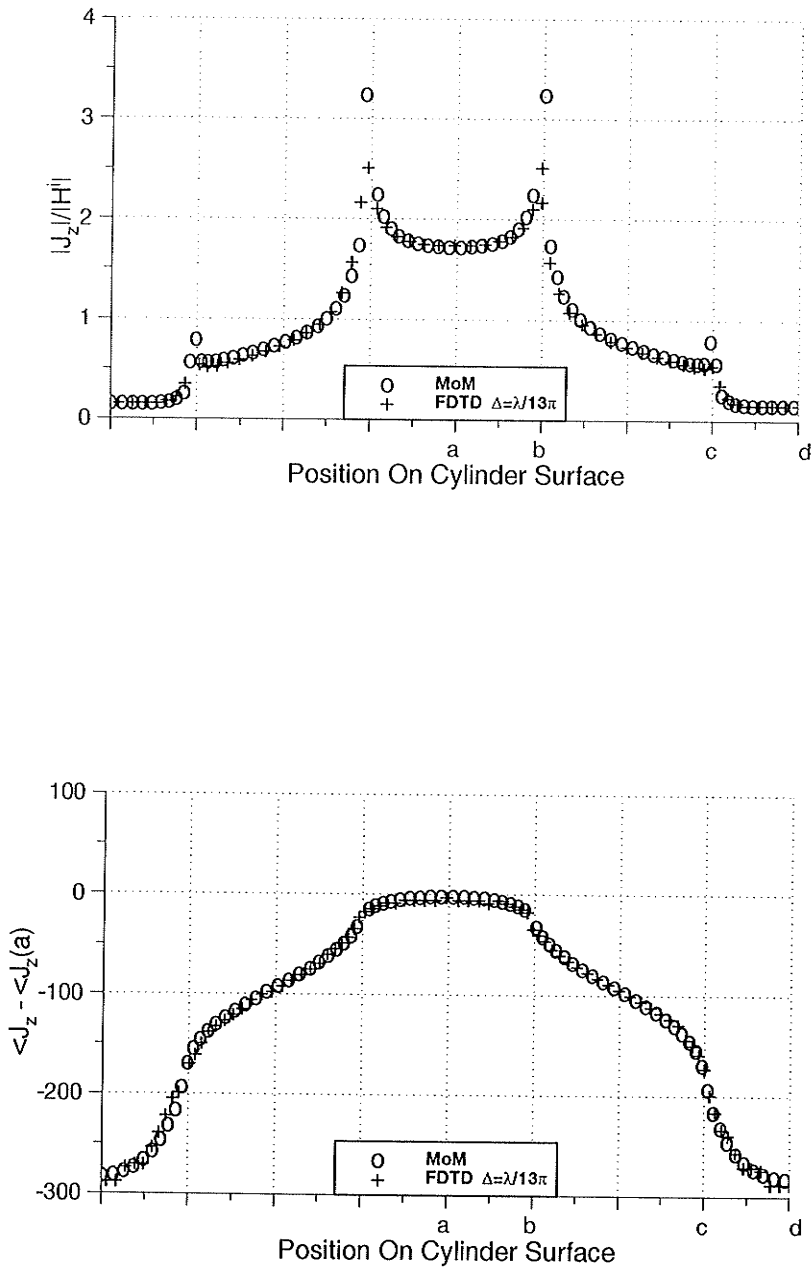 4
3
2
1
0
|J_z|/|H^i|
O MoM
+ FDTD Δ=λ/13π
a b c d
Position On Cylinder Surface
100
0
-100
-200
-300
<J_z - <J_z(a)
O MoM
+ FDTD Δ=λ/13π
a b c d
Position On Cylinder Surface